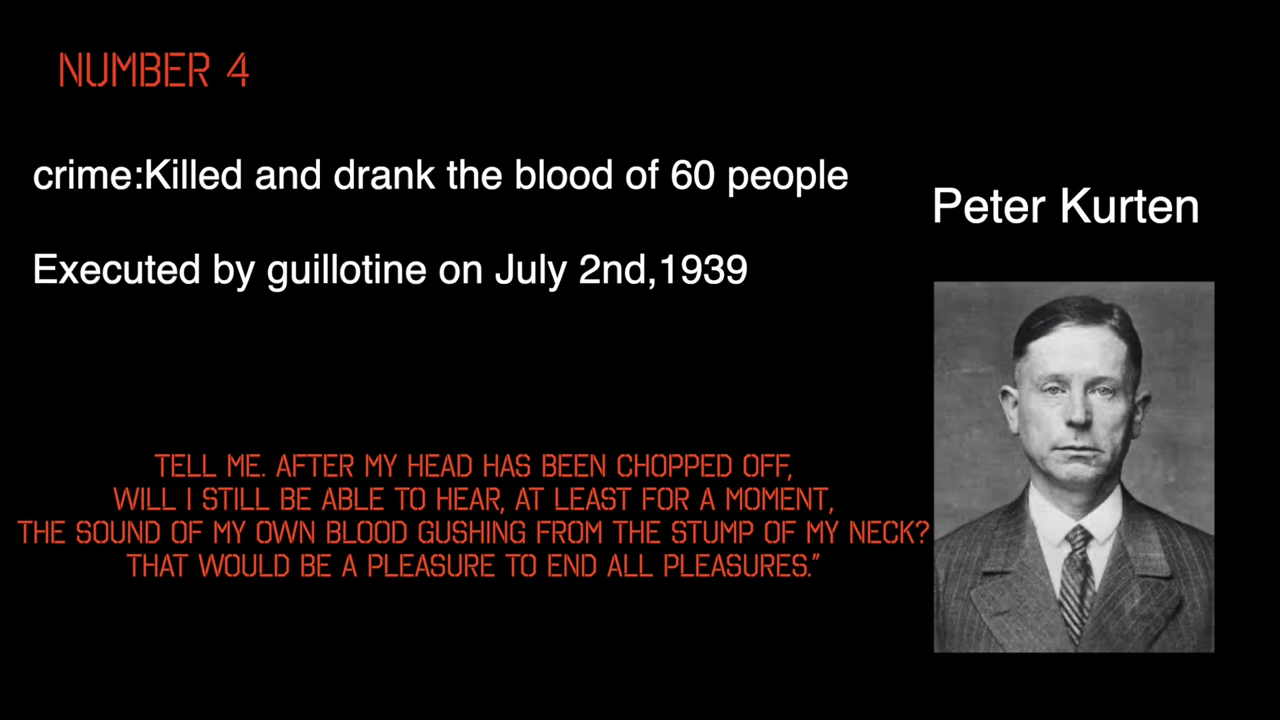 NUMBER 4
crime:Killed and drank the blood of 60 people
Peter Kurten
Executed by guillotine on July 2nd,1939
TELL ME. AFTER MY HEAD HAS BEEN CHOPPED OFF,
WILL I STILL BE ABLE TO HEAR, AT LEAST FOR A MOMENT,
THE SOUND OF MY OWN BLOOD GUSHING FROM THE STUMP OF MY NECK?
THAT WOULD BE A PLEASURE TO END ALL PLEASURES.”